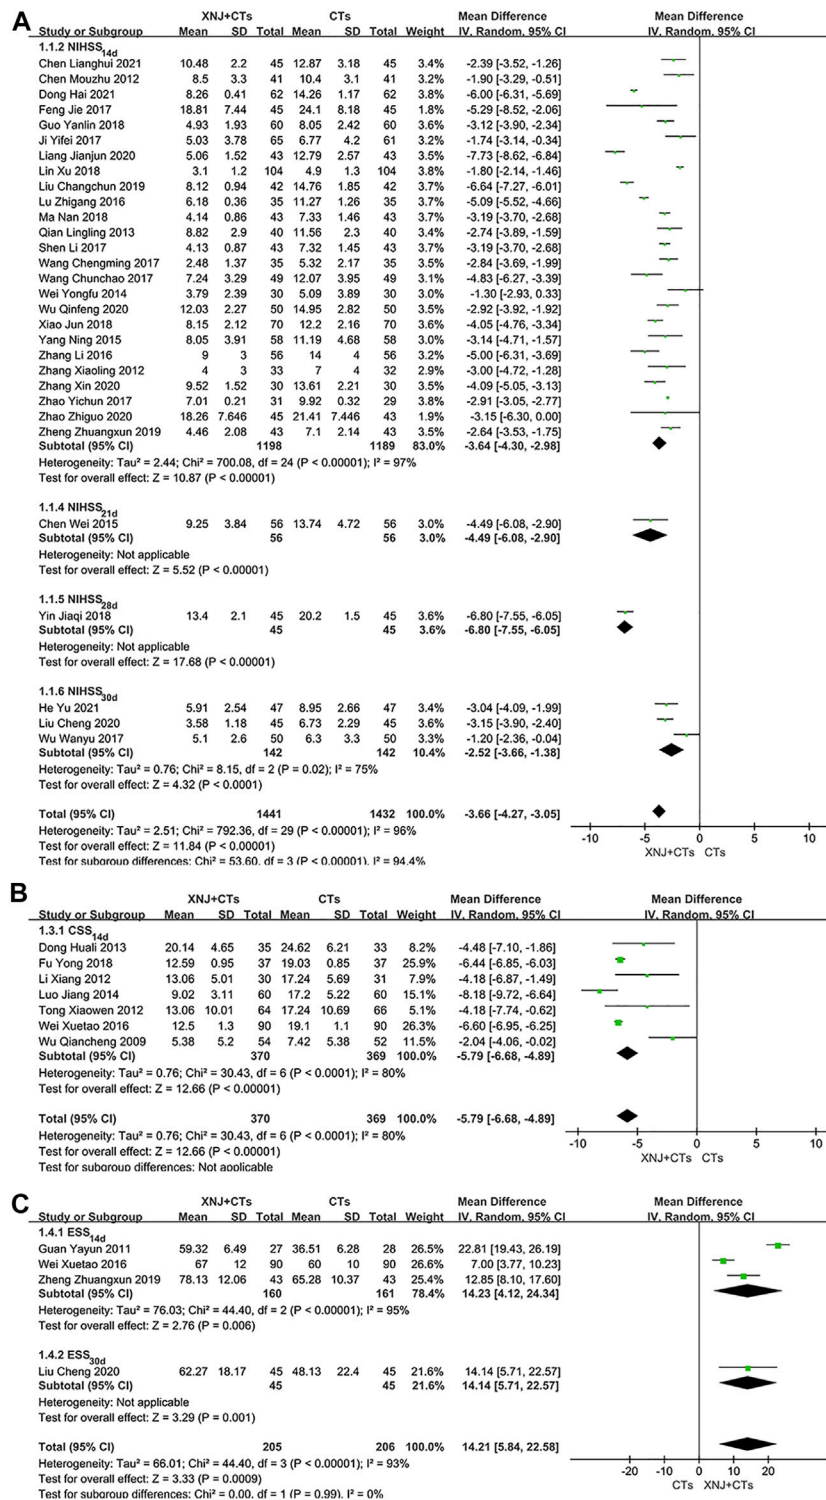 A
XNJ+CTs CTs Mean Difference Mean Difference
Study or Subgroup Mean SD Total Mean SD Total Weight IV, Random, 95% CI IV, Random, 95% CI
1.1.2 NIHSS14d
Chen Lianghui 2021 10.48 2.2 45 12.87 3.18 45 3.4% -2.39 [-3.52, -1.26]
Chen Mouzhu 2012 8.5 3.3 41 10.4 3.1 41 3.2% -1.90 [-3.29, -0.51]
Dong Hai 2021 8.26 0.41 62 14.26 1.17 62 3.7% -6.00 [-6.31, -5.69]
Feng Jie 2017 18.81 7.44 45 24.1 8.18 45 1.7% -5.29 [-8.52, -2.06]
Guo Yanlin 2018 4.93 1.93 60 8.05 2.42 60 3.6% -3.12 [-3.90, -2.34]
Ji Yifei 2017 5.03 3.78 65 6.77 4.2 61 3.2% -1.74 [-3.14, -0.34]
Liang Jianjun 2020 5.06 1.52 43 12.79 2.57 43 3.5% -7.73 [-8.62, -6.84]
Lin Xu 2018 3.1 1.2 104 4.9 1.3 104 3.7% -1.80 [-2.14, -1.46]
Liu Changchun 2019 8.12 0.94 42 14.76 1.85 42 3.6% -6.64 [-7.27, -6.01]
Lu Zhigang 2016 6.18 0.36 35 11.27 1.26 35 3.7% -5.09 [-5.52, -4.66]
Ma Nan 2018 4.14 0.86 43 7.33 1.46 43 3.7% -3.19 [-3.70, -2.68]
Qian Lingling 2013 8.82 2.9 40 11.56 2.3 40 3.4% -2.74 [-3.89, -1.59]
Shen Li 2017 4.13 0.87 43 7.32 1.45 43 3.7% -3.19 [-3.70, -2.68]
Wang Chengming 2017 2.48 1.37 35 5.32 2.17 35 3.5% -2.84 [-3.69, -1.99]
Wang Chunchao 2017 7.24 3.29 49 12.07 3.95 49 3.1% -4.83 [-6.27, -3.39]
Wei Yongfu 2014 3.79 2.39 30 5.09 3.89 30 3.0% -1.30 [-2.93, 0.33]
Wu Qinfeng 2020 12.03 2.27 50 14.95 2.82 50 3.5% -2.92 [-3.92, -1.92]
Xiao Jun 2018 8.15 2.12 70 12.2 2.16 70 3.6% -4.05 [-4.76, -3.34]
Yang Ning 2015 8.05 3.91 58 11.19 4.68 58 3.0% -3.14 [-4.71, -1.57]
Zhang Li 2016 9 3 56 14 4 56 3.2% -5.00 [-6.31, -3.69]
Zhang Xiaoling 2012 4 3 33 7 4 32 2.9% -3.00 [-4.72, -1.28]
Zhang Xin 2020 9.52 1.52 30 13.61 2.21 30 3.5% -4.09 [-5.05, -3.13]
Zhao Yichun 2017 7.01 0.21 31 9.92 0.32 29 3.7% -2.91 [-3.05, -2.77]
Zhao Zhiguo 2020 18.26 7.646 45 21.41 7.446 43 1.8% -3.15 [-6.30, 0.00]
Zheng Zhuangxun 2019 4.46 2.08 43 7.1 2.14 43 3.5% -2.64 [-3.53, -1.75]
Subtotal (95% CI) 1198 1189 83.0% -3.64 [-4.30, -2.98]
Heterogeneity: Tau² = 2.44; Chi² = 700.08, df = 24 (P < 0.00001); I² = 97%
Test for overall effect: Z = 10.87 (P < 0.00001)
1.1.4 NIHSS21d
Chen Wei 2015 9.25 3.84 56 13.74 4.72 56 3.0% -4.49 [-6.08, -2.90]
Subtotal (95% CI) 56 56 3.0% -4.49 [-6.08, -2.90]
Heterogeneity: Not applicable
Test for overall effect: Z = 5.52 (P < 0.00001)
1.1.5 NIHSS28d
Yin Jiaqi 2018 13.4 2.1 45 20.2 1.5 45 3.6% -6.80 [-7.55, -6.05]
Subtotal (95% CI) 45 45 3.6% -6.80 [-7.55, -6.05]
Heterogeneity: Not applicable
Test for overall effect: Z = 17.68 (P < 0.00001)
1.1.6 NIHSS30d
He Yu 2021 5.91 2.54 47 8.95 2.66 47 3.4% -3.04 [-4.09, -1.99]
Liu Cheng 2020 3.58 1.18 45 6.73 2.29 45 3.6% -3.15 [-3.90, -2.40]
Wu Wanyu 2017 5.1 2.6 50 6.3 3.3 50 3.3% -1.20 [-2.36, -0.04]
Subtotal (95% CI) 142 142 10.4% -2.52 [-3.66, -1.38]
Heterogeneity: Tau² = 0.76; Chi² = 8.15, df = 2 (P = 0.02); I² = 75%
Test for overall effect: Z = 4.32 (P < 0.0001)
Total (95% CI) 1441 1432 100.0% -3.66 [-4.27, -3.05]
Heterogeneity: Tau² = 2.51; Chi² = 792.36, df = 29 (P < 0.00001); I² = 96%
Test for overall effect: Z = 11.84 (P < 0.00001)
Test for subgroup differences: Chi² = 53.60, df = 3 (P < 0.00001), I² = 94.4%
-10 -5 0 5 10
XNJ+CTs CTs
B
XNJ+CTs CTs Mean Difference Mean Difference
Study or Subgroup Mean SD Total Mean SD Total Weight IV, Random, 95% CI IV, Random, 95% CI
1.3.1 CSS14d
Dong Huali 2013 20.14 4.65 35 24.62 6.21 33 8.2% -4.48 [-7.10, -1.86]
Fu Yong 2018 12.59 0.95 37 19.03 0.85 37 25.9% -6.44 [-6.85, -6.03]
Li Xiang 2012 13.06 5.01 30 17.24 5.69 31 7.9% -4.18 [-6.87, -1.49]
Luo Jiang 2014 9.02 3.11 60 17.2 5.22 60 15.1% -8.18 [-9.72, -6.64]
Tong Xiaowen 2012 13.06 10.01 64 17.24 10.69 66 5.1% -4.18 [-7.74, -0.62]
Wei Xuetao 2016 12.5 1.3 90 19.1 1.1 90 26.3% -6.60 [-6.95, -6.25]
Wu Qiancheng 2009 5.38 5.2 54 7.42 5.38 52 11.5% -2.04 [-4.06, -0.02]
Subtotal (95% CI) 370 369 100.0% -5.79 [-6.68, -4.89]
Heterogeneity: Tau² = 0.76; Chi² = 30.43, df = 6 (P < 0.0001); I² = 80%
Test for overall effect: Z = 12.66 (P < 0.00001)
Total (95% CI) 370 369 100.0% -5.79 [-6.68, -4.89]
Heterogeneity: Tau² = 0.76; Chi² = 30.43, df = 6 (P < 0.0001); I² = 80%
Test for overall effect: Z = 12.66 (P < 0.00001)
Test for subgroup differences: Not applicable
-10 -5 0 5 10
XNJ+CTs CTs
C
XNJ+CTs CTs Mean Difference Mean Difference
Study or Subgroup Mean SD Total Mean SD Total Weight IV, Random, 95% CI IV, Random, 95% CI
1.4.1 ESS14d
Guan Yayun 2011 59.32 6.49 27 36.51 6.28 28 26.5% 22.81 [19.43, 26.19]
Wei Xuetao 2016 67 12 90 60 10 90 26.6% 7.00 [3.77, 10.23]
Zheng Zhuangxun 2019 78.13 12.06 43 65.28 10.37 43 25.4% 12.85 [8.10, 17.60]
Subtotal (95% CI) 160 161 78.4% 14.23 [4.12, 24.34]
Heterogeneity: Tau² = 76.03; Chi² = 44.40, df = 2 (P < 0.00001); I² = 95%
Test for overall effect: Z = 2.76 (P = 0.006)
1.4.2 ESS30d
Liu Cheng 2020 62.27 18.17 45 48.13 22.4 45 21.6% 14.14 [5.71, 22.57]
Subtotal (95% CI) 45 45 21.6% 14.14 [5.71, 22.57]
Heterogeneity: Not applicable
Test for overall effect: Z = 3.29 (P = 0.001)
Total (95% CI) 205 206 100.0% 14.21 [5.84, 22.58]
Heterogeneity: Tau² = 66.01; Chi² = 44.40, df = 3 (P < 0.00001); I² = 93%
Test for overall effect: Z = 3.33 (P = 0.0009)
Test for subgroup differences: Chi² = 0.00, df = 1 (P = 0.99), I² = 0%
-20 -10 0 10 20
CTs XNJ+CTs